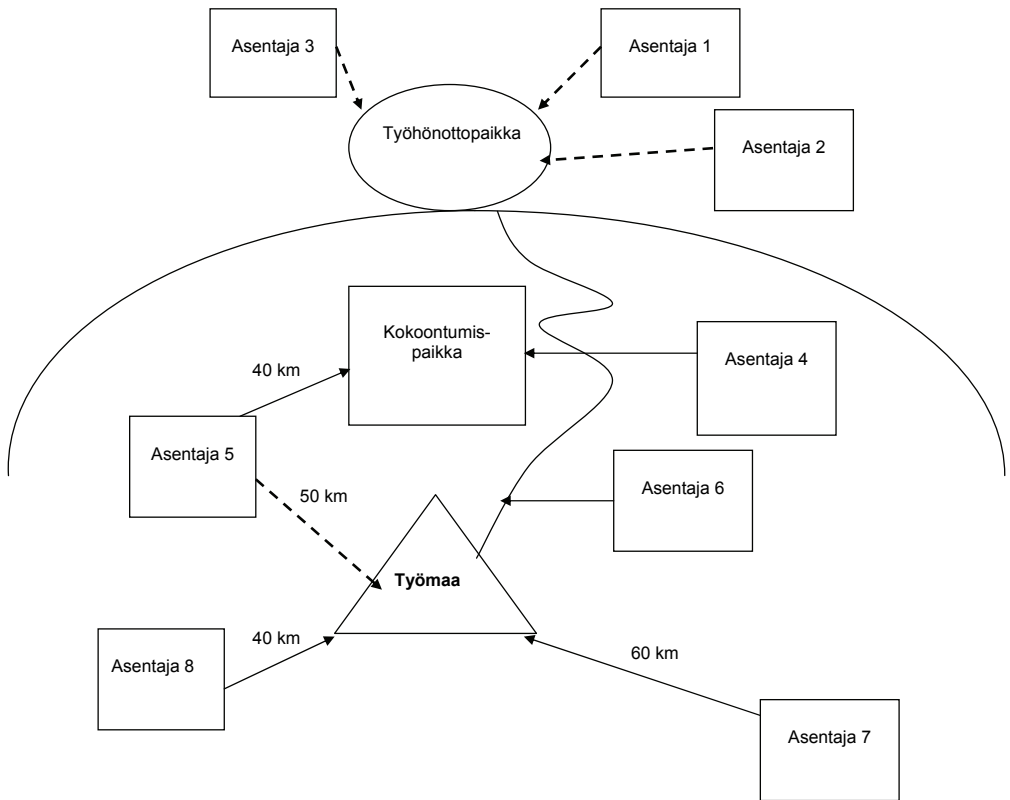 Asentaja 3
Asentaja 1
Työhönottopaikka
Asentaja 2
Kokoontumis-
paikka
Asentaja 4
40 km
Asentaja 5
Asentaja 6
50 km
Työmaa
40 km
60 km
Asentaja 8
Asentaja 7